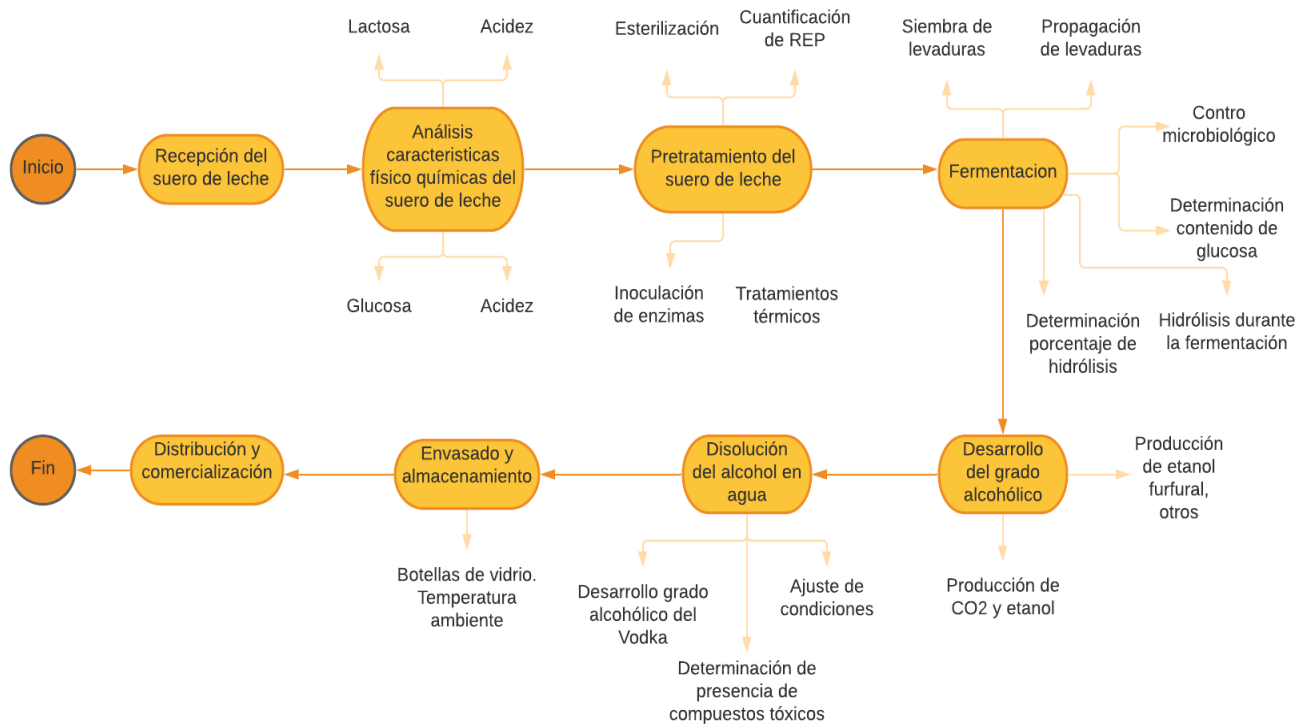 Lactosa
Acidez
Esterilización
Cuantificación
de REP
Siembra de
levaduras
Propagación
de levaduras
Inicio
Recepción del
suero de leche
Análisis
caracteristicas
físico químicas del
suero de leche
Pretratamiento del
suero de leche
Fermentacion
Contro
microbiológico
Determinación
contenido de
glucosa
Glucosa
Acidez
Inoculación
de enzimas
Tratamientos
térmicos
Determinación
porcentaje de
hidrólisis
Hidrólisis durante
la fermentación
Fin
Distribución y
comercialización
Envasado y
almacenamiento
Disolución
del alcohol en
agua
Desarrollo
del grado
alcohólico
Producción
de etanol
furfural,
otros
Botellas de vidrio.
Temperatura
ambiente
Desarrollo grado
alcohólico del
Vodka
Ajuste de
condiciones
Producción de
CO2 y etanol
Determinación de
presencia de
compuestos tóxicos